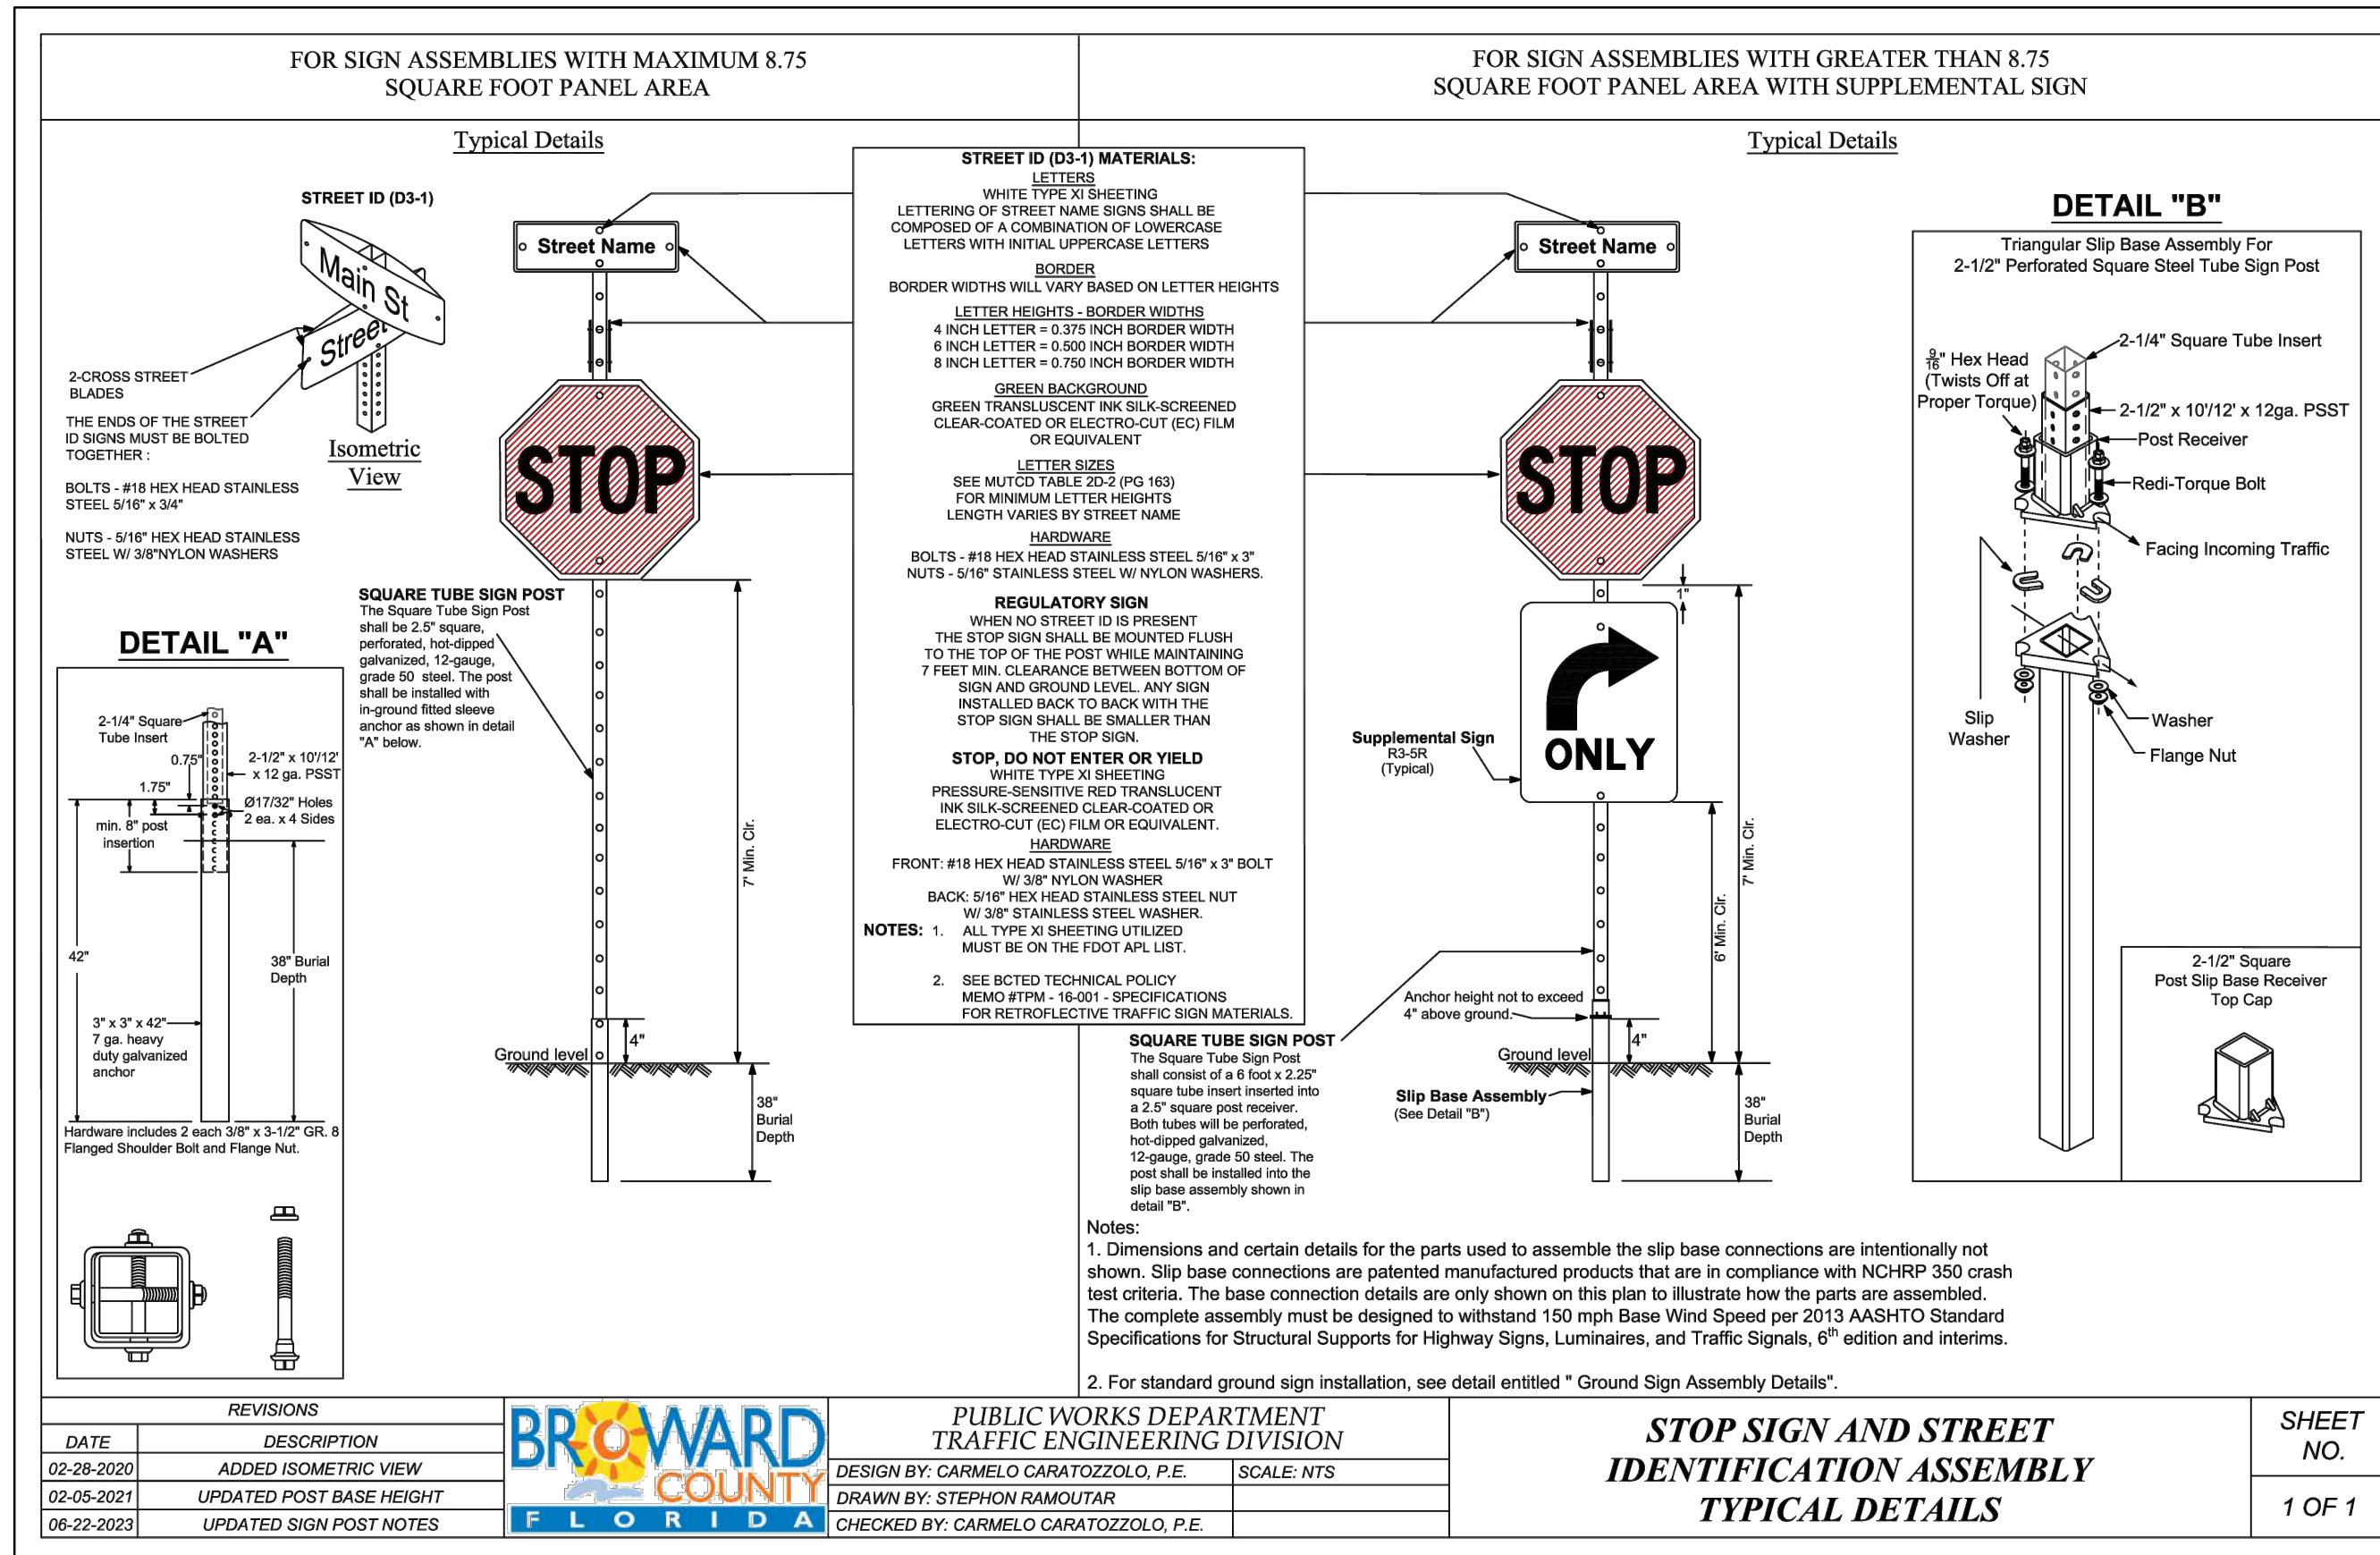 FOR SIGN ASSEMBLIES WITH MAXIMUM 8.75
SQUARE FOOT PANEL AREA
FOR SIGN ASSEMBLIES WITH GREATER THAN 8.75
SQUARE FOOT PANEL AREA WITH SUPPLEMENTAL SIGN
Typical Details
STREET ID (D3-1)
Main St
Street
2-CROSS STREET
BLADES
THE ENDS OF THE STREET
ID SIGNS MUST BE BOLTED
TOGETHER :
BOLTS - #18 HEX HEAD STAINLESS
STEEL 5/16" x 3/4"
NUTS - 5/16" HEX HEAD STAINLESS
STEEL W/ 3/8"NYLON WASHERS
Isometric
View
Street Name
STOP
SQUARE TUBE SIGN POST
The Square Tube Sign Post
shall be 2.5" square,
perforated, hot-dipped
galvanized, 12-gauge,
grade 50 steel. The post
shall be installed with
in-ground fitted sleeve
anchor as shown in detail
"A" below.
7' Min. Clr.
4"
Ground level
38"
Burial
Depth
DETAIL "A"
2-1/4" Square
Tube Insert
0.75"
2-1/2" x 10'/12'
x 12 ga. PSST
1.75"
Ø17/32" Holes
2 ea. x 4 Sides
min. 8" post
insertion
42"
38" Burial
Depth
3" x 3" x 42"
7 ga. heavy
duty galvanized
anchor
Hardware includes 2 each 3/8" x 3-1/2" GR. 8
Flanged Shoulder Bolt and Flange Nut.
STREET ID (D3-1) MATERIALS:
LETTERS
WHITE TYPE XI SHEETING
LETTERING OF STREET NAME SIGNS SHALL BE
COMPOSED OF A COMBINATION OF LOWERCASE
LETTERS WITH INITIAL UPPERCASE LETTERS
BORDER
BORDER WIDTHS WILL VARY BASED ON LETTER HEIGHTS
LETTER HEIGHTS - BORDER WIDTHS
4 INCH LETTER = 0.375 INCH BORDER WIDTH
6 INCH LETTER = 0.500 INCH BORDER WIDTH
8 INCH LETTER = 0.750 INCH BORDER WIDTH
GREEN BACKGROUND
GREEN TRANSLUSCENT INK SILK-SCREENED
CLEAR-COATED OR ELECTRO-CUT (EC) FILM
OR EQUIVALENT
LETTER SIZES
SEE MUTCD TABLE 2D-2 (PG 163)
FOR MINIMUM LETTER HEIGHTS
LENGTH VARIES BY STREET NAME
HARDWARE
BOLTS - #18 HEX HEAD STAINLESS STEEL 5/16" x 3"
NUTS - 5/16" STAINLESS STEEL W/ NYLON WASHERS.
REGULATORY SIGN
WHEN NO STREET ID IS PRESENT
THE STOP SIGN SHALL BE MOUNTED FLUSH
TO THE TOP OF THE POST WHILE MAINTAINING
7 FEET MIN. CLEARANCE BETWEEN BOTTOM OF
SIGN AND GROUND LEVEL. ANY SIGN
INSTALLED BACK TO BACK WITH THE
STOP SIGN SHALL BE SMALLER THAN
THE STOP SIGN.
STOP, DO NOT ENTER OR YIELD
WHITE TYPE XI SHEETING
PRESSURE-SENSITIVE RED TRANSLUCENT
INK SILK-SCREENED CLEAR-COATED OR
ELECTRO-CUT (EC) FILM OR EQUIVALENT.
HARDWARE
FRONT: #18 HEX HEAD STAINLESS STEEL 5/16" x 3" BOLT
W/ 3/8" NYLON WASHER
BACK: 5/16" HEX HEAD STAINLESS STEEL NUT
W/ 3/8" STAINLESS STEEL WASHER.
NOTES: 1. ALL TYPE XI SHEETING UTILIZED
MUST BE ON THE FDOT APL LIST.
2. SEE BCTED TECHNICAL POLICY
MEMO #TPM - 16-001 - SPECIFICATIONS
FOR RETROFLECTIVE TRAFFIC SIGN MATERIALS.
Typical Details
Street Name
STOP
1"
ONLY
Supplemental Sign
R3-5R
(Typical)
6' Min. Clr.
7' Min. Clr.
Anchor height not to exceed
4" above ground.
4"
Ground level
Slip Base Assembly
(See Detail "B")
38"
Burial
Depth
SQUARE TUBE SIGN POST
The Square Tube Sign Post
shall consist of a 6 foot x 2.25"
square tube insert inserted into
a 2.5" square post receiver.
Both tubes will be perforated,
hot-dipped galvanized,
12-gauge, grade 50 steel. The
post shall be installed into the
slip base assembly shown in
detail "B".
DETAIL "B"
Triangular Slip Base Assembly For
2-1/2" Perforated Square Steel Tube Sign Post
2-1/4" Square Tube Insert
9/16" Hex Head
(Twists Off at
Proper Torque)
2-1/2" x 10'/12' x 12ga. PSST
Post Receiver
Redi-Torque Bolt
Facing Incoming Traffic
Slip
Washer
Washer
Flange Nut
2-1/2" Square
Post Slip Base Receiver
Top Cap
Notes:
1. Dimensions and certain details for the parts used to assemble the slip base connections are intentionally not
shown. Slip base connections are patented manufactured products that are in compliance with NCHRP 350 crash
test criteria. The base connection details are only shown on this plan to illustrate how the parts are assembled.
The complete assembly must be designed to withstand 150 mph Base Wind Speed per 2013 AASHTO Standard
Specifications for Structural Supports for Highway Signs, Luminaires, and Traffic Signals, 6th edition and interims.
2. For standard ground sign installation, see detail entitled " Ground Sign Assembly Details".
REVISIONS
DATE DESCRIPTION
02-28-2020 ADDED ISOMETRIC VIEW
02-05-2021 UPDATED POST BASE HEIGHT
06-22-2023 UPDATED SIGN POST NOTES
BROWARD
COUNTY
FLORIDA
PUBLIC WORKS DEPARTMENT
TRAFFIC ENGINEERING DIVISION
DESIGN BY: CARMELO CARATOZZOLO, P.E. SCALE: NTS
DRAWN BY: STEPHON RAMOUTAR
CHECKED BY: CARMELO CARATOZZOLO, P.E.
STOP SIGN AND STREET
IDENTIFICATION ASSEMBLY
TYPICAL DETAILS
SHEET
NO.
1 OF 1